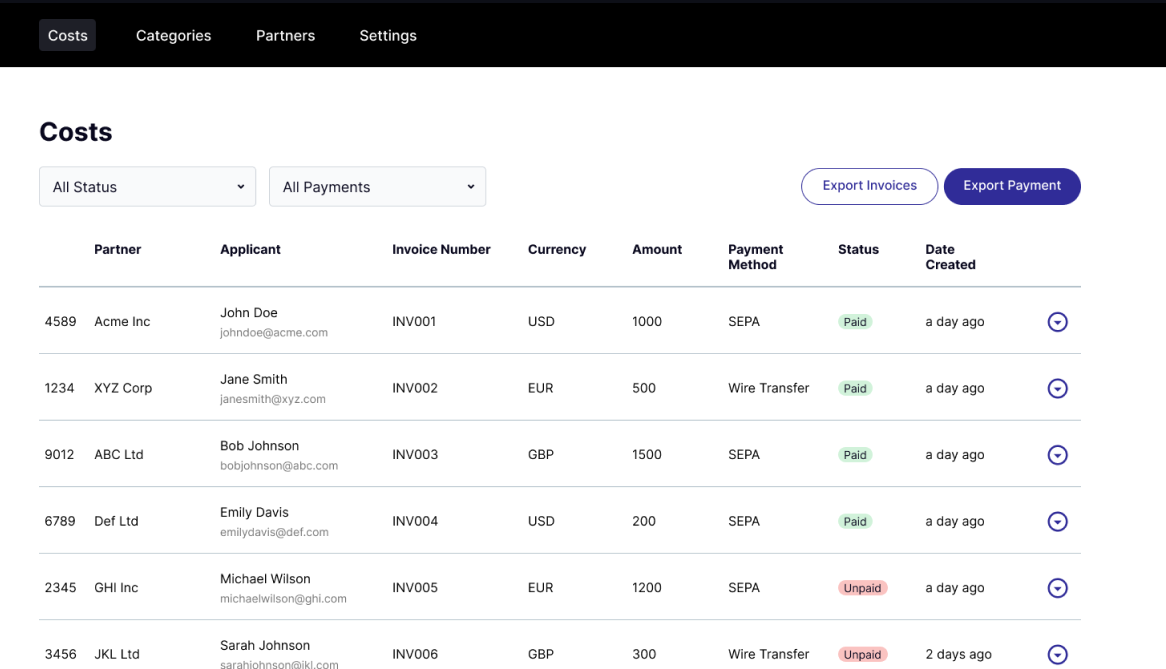 Costs Categories Partners Settings
Costs
All Status All Payments Export Invoices Export Payment
Partner Applicant Invoice Number Currency Amount Payment Method Status Date Created
4589 Acme Inc John Doe INV001 USD 1000 SEPA Paid a day ago
johndoe@acme.com
1234 XYZ Corp Jane Smith INV002 EUR 500 Wire Transfer Paid a day ago
janesmith@xyz.com
9012 ABC Ltd Bob Johnson INV003 GBP 1500 SEPA Paid a day ago
bobjohnson@abc.com
6789 Def Ltd Emily Davis INV004 USD 200 SEPA Paid a day ago
emilydavis@def.com
2345 GHI Inc Michael Wilson INV005 EUR 1200 SEPA Unpaid a day ago
michaelwilson@ghi.com
3456 JKL Ltd Sarah Johnson INV006 GBP 300 Wire Transfer Unpaid 2 days ago
sarahjohnson@jkl.com